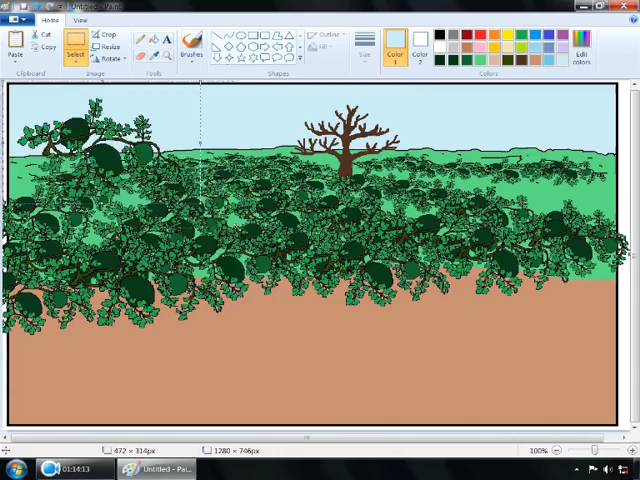 Untitled - Paint
Home View
Paste
Cut
Copy
Clipboard
Select
Crop
Resize
Rotate
Image
A
Tools
Brushes
Outline
Fill
Shapes
Size
Color 1
Color 2
Edit colors
Colors
472 × 314px
1280 × 746px
100%
01:14:13
Untitled - Pai...